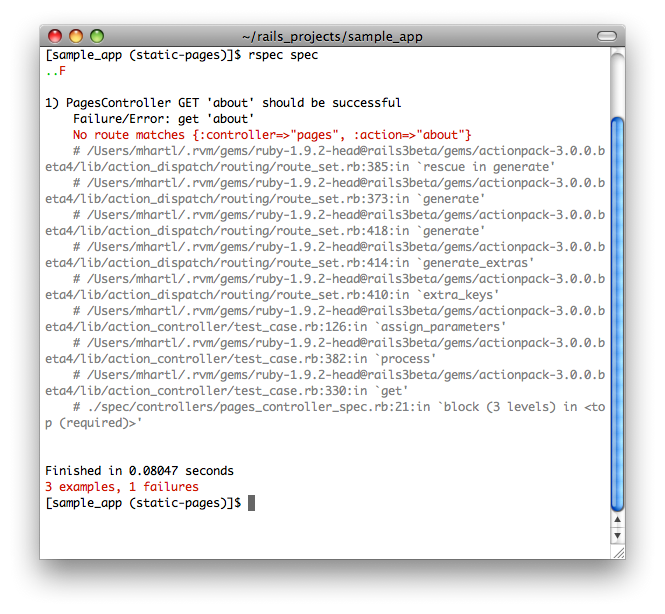 ~/rails_projects/sample_app
[sample_app (static-pages)]$ rspec spec
..F
1) PagesController GET 'about' should be successful
Failure/Error: get 'about'
No route matches {:controller=>"pages", :action=>"about"}
# /Users/mhartl/.rvm/gems/ruby-1.9.2-head@rails3beta/gems/actionpack-3.0.0.b
eta4/lib/action_dispatch/routing/route_set.rb:385:in `rescue in generate'
# /Users/mhartl/.rvm/gems/ruby-1.9.2-head@rails3beta/gems/actionpack-3.0.0.b
eta4/lib/action_dispatch/routing/route_set.rb:373:in `generate'
# /Users/mhartl/.rvm/gems/ruby-1.9.2-head@rails3beta/gems/actionpack-3.0.0.b
eta4/lib/action_dispatch/routing/route_set.rb:418:in `generate'
# /Users/mhartl/.rvm/gems/ruby-1.9.2-head@rails3beta/gems/actionpack-3.0.0.b
eta4/lib/action_dispatch/routing/route_set.rb:414:in `generate_extras'
# /Users/mhartl/.rvm/gems/ruby-1.9.2-head@rails3beta/gems/actionpack-3.0.0.b
eta4/lib/action_dispatch/routing/route_set.rb:410:in `extra_keys'
# /Users/mhartl/.rvm/gems/ruby-1.9.2-head@rails3beta/gems/actionpack-3.0.0.b
eta4/lib/action_controller/test_case.rb:126:in `assign_parameters'
# /Users/mhartl/.rvm/gems/ruby-1.9.2-head@rails3beta/gems/actionpack-3.0.0.b
eta4/lib/action_controller/test_case.rb:382:in `process'
# /Users/mhartl/.rvm/gems/ruby-1.9.2-head@rails3beta/gems/actionpack-3.0.0.b
eta4/lib/action_controller/test_case.rb:330:in `get'
# ./spec/controllers/pages_controller_spec.rb:21:in `block (3 levels) in <to
p (required)>'
Finished in 0.08047 seconds
3 examples, 1 failures
[sample_app (static-pages)]$